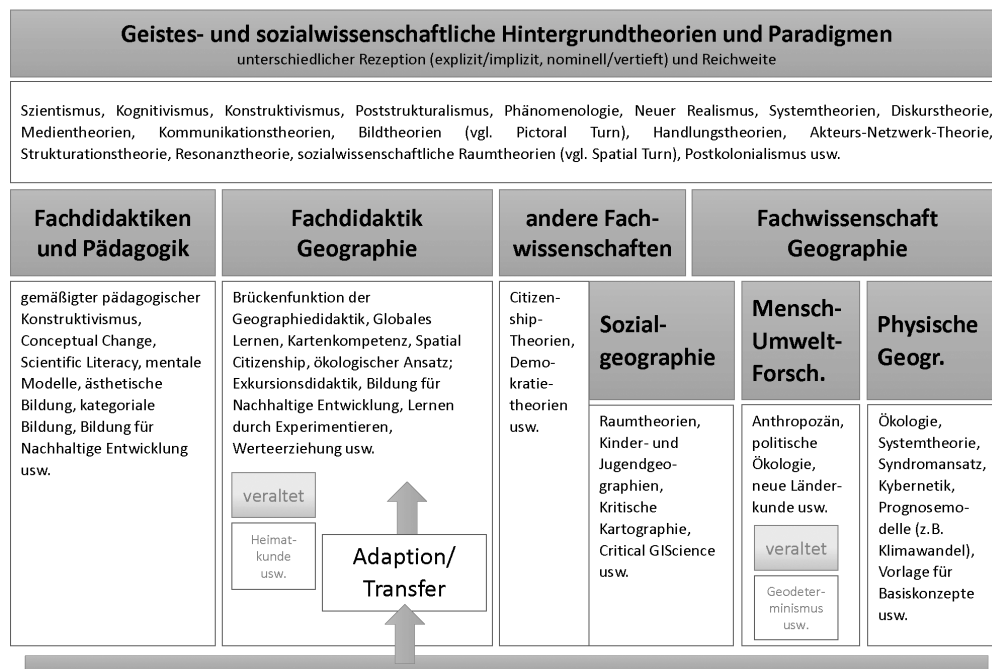 Geistes- und sozialwissenschaftliche Hintergrundtheorien und Paradigmen
unterschiedlicher Rezeption (explizit/implizit, nominell/vertieft) und Reichweite
Szientismus, Kognitivismus, Konstruktivismus, Poststrukturalismus, Phänomenologie, Neuer Realismus, Systemtheorien, Diskurstheorie,
Medientheorien, Kommunikationstheorien, Bildtheorien (vgl. Pictoral Turn), Handlungstheorien, Akteurs-Netzwerk-Theorie,
Strukturationstheorie, Resonanztheorie, sozialwissenschaftliche Raumtheorien (vgl. Spatial Turn), Postkolonialismus usw.
Fachdidaktiken
und Pädagogik
gemäßigter pädagogischer
Konstruktivismus,
Conceptual Change,
Scientific Literacy, mentale
Modelle, ästhetische
Bildung, kategoriale
Bildung, Bildung für
Nachhaltige Entwicklung
usw.
Fachdidaktik
Geographie
Brückenfunktion der
Geographiedidaktik, Globales
Lernen, Kartenkompetenz, Spatial
Citizenship, ökologischer Ansatz;
Exkursionsdidaktik, Bildung für
Nachhaltige Entwicklung, Lernen
durch Experimentieren,
Werteerziehung usw.
veraltet
Heimat-
kunde
usw.
Adaption/
Transfer
andere Fach-
wissenschaften
Citizen-
ship-
Theorien,
Demo-
kratie-
theorien
usw.
Fachwissenschaft
Geographie
Sozial-
geographie
Raumtheorien,
Kinder- und
Jugendgeo-
graphien,
Kritische
Kartographie,
Critical GIScience
usw.
Mensch-
Umwelt-
Forsch.
Anthropozän,
politische
Ökologie,
neue Länder-
kunde usw.
veraltet
Geodeter-
minismus
usw.
Physische
Geogr.
Ökologie,
Systemtheorie,
Syndromansatz,
Kybernetik,
Prognosemo-
delle (z.B.
Klimawandel),
Vorlage für
Basiskonzepte
usw.